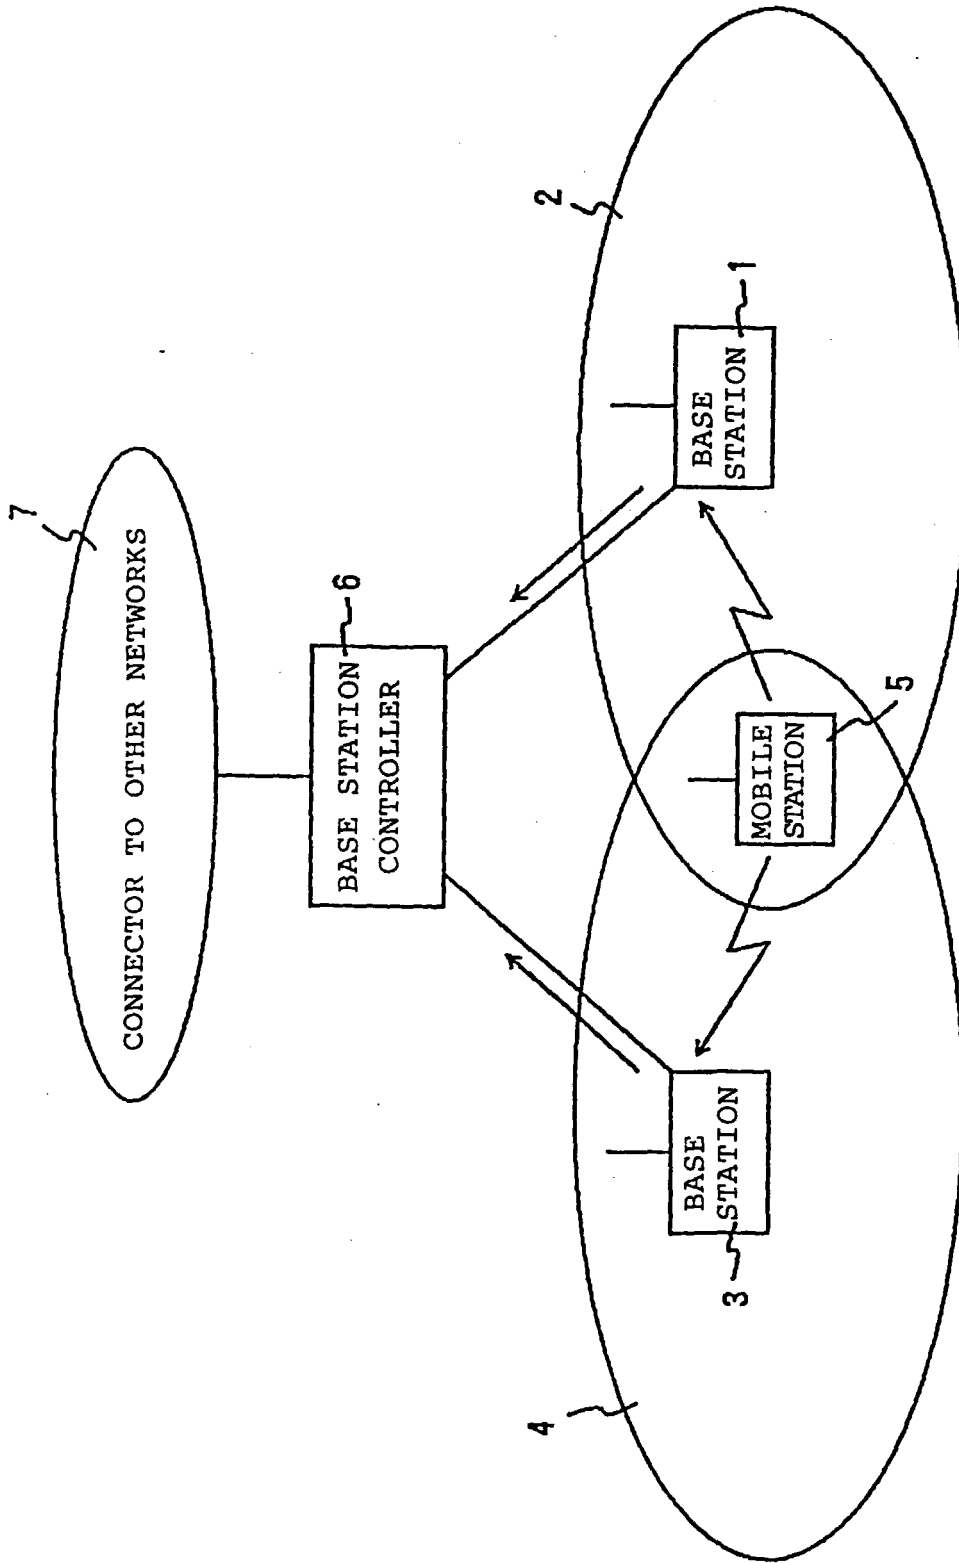 7
CONNECTOR TO OTHER NETWORKS
6
BASE STATION
CONTROLLER
2
4
1
BASE
STATION
3
BASE
STATION
5
MOBILE
STATION